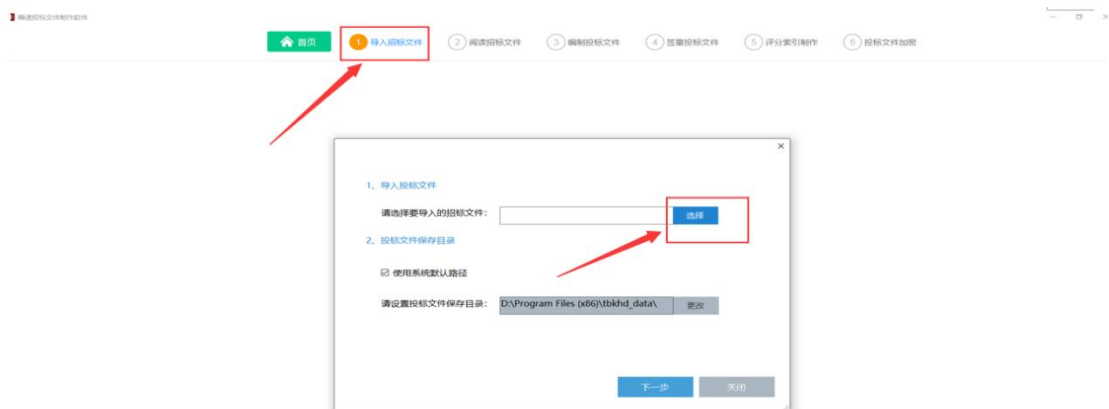 编速投标文件制作软件
首页 1 导入招标文件 2 阅读招标文件 3 编制投标文件 4 签章投标文件 5 评分索引制作 6 投标文件加密
1、导入投标文件
请选择要导入的招标文件： 选择
2、投标文件保存目录
使用系统默认路径
请设置投标文件保存目录： D:\Program Files (x86)\tbkhd_data\ 更改
下一步 关闭